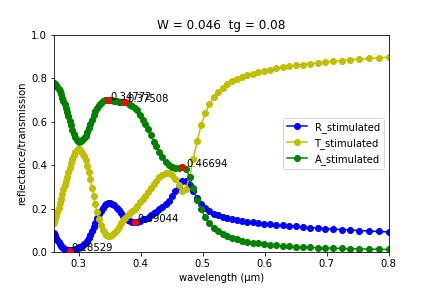 W = 0.046 tg = 0.08
1.0
0.8
0.6
0.4
0.2
0.0
reflectance/transmission
0.34772
0.37508
0.46694
0.39044
0.28529
R_stimulated
T_stimulated
A_stimulated
0.3 0.4 0.5 0.6 0.7 0.8
wavelength (μm)